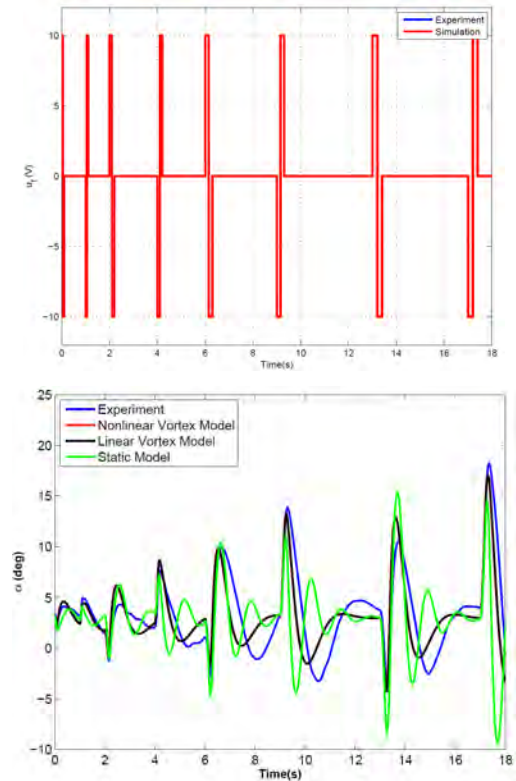 Experiment
Simulation
10
5
0
−5
−10
u_f (V)
0 2 4 6 8 10 12 14 16 18
Time(s)
25
20
15
10
5
0
−5
−10
α (deg)
Experiment
Nonlinear Vortex Model
Linear Vortex Model
Static Model
0 2 4 6 8 10 12 14 16 18
Time(s)